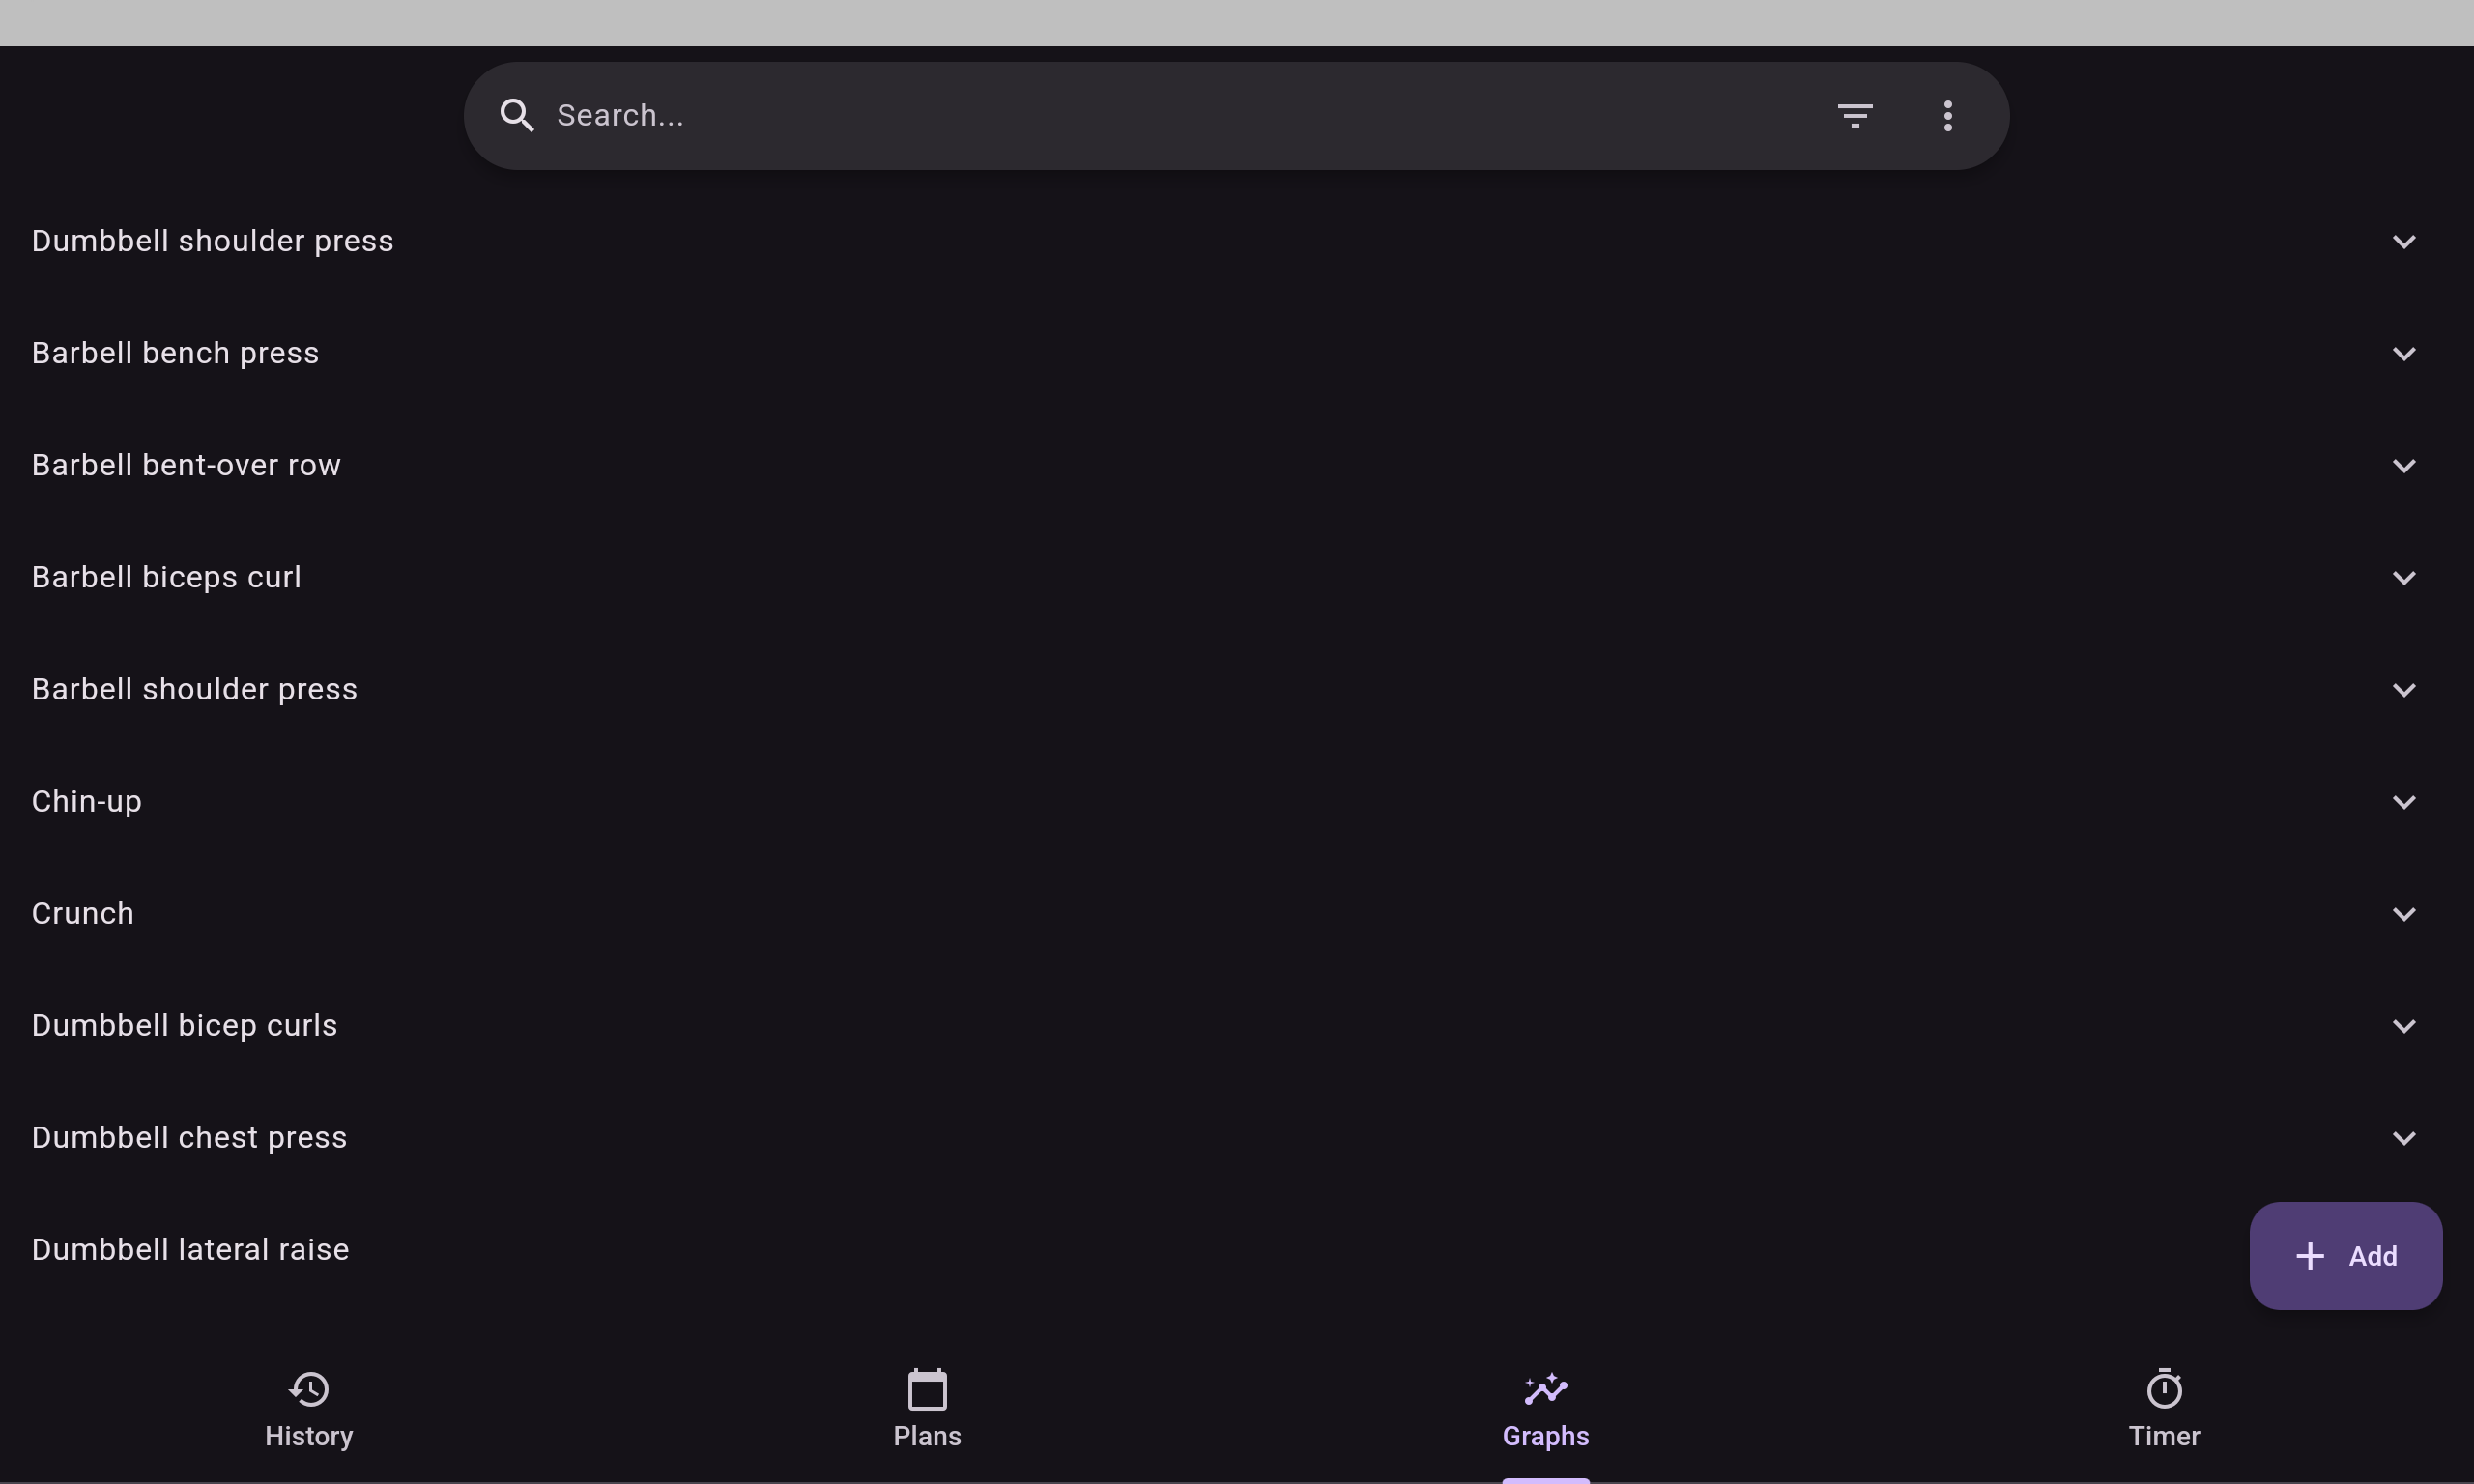 Search...
Dumbbell shoulder press
Barbell bench press
Barbell bent-over row
Barbell biceps curl
Barbell shoulder press
Chin-up
Crunch
Dumbbell bicep curls
Dumbbell chest press
Dumbbell lateral raise
Add
History
Plans
Graphs
Timer